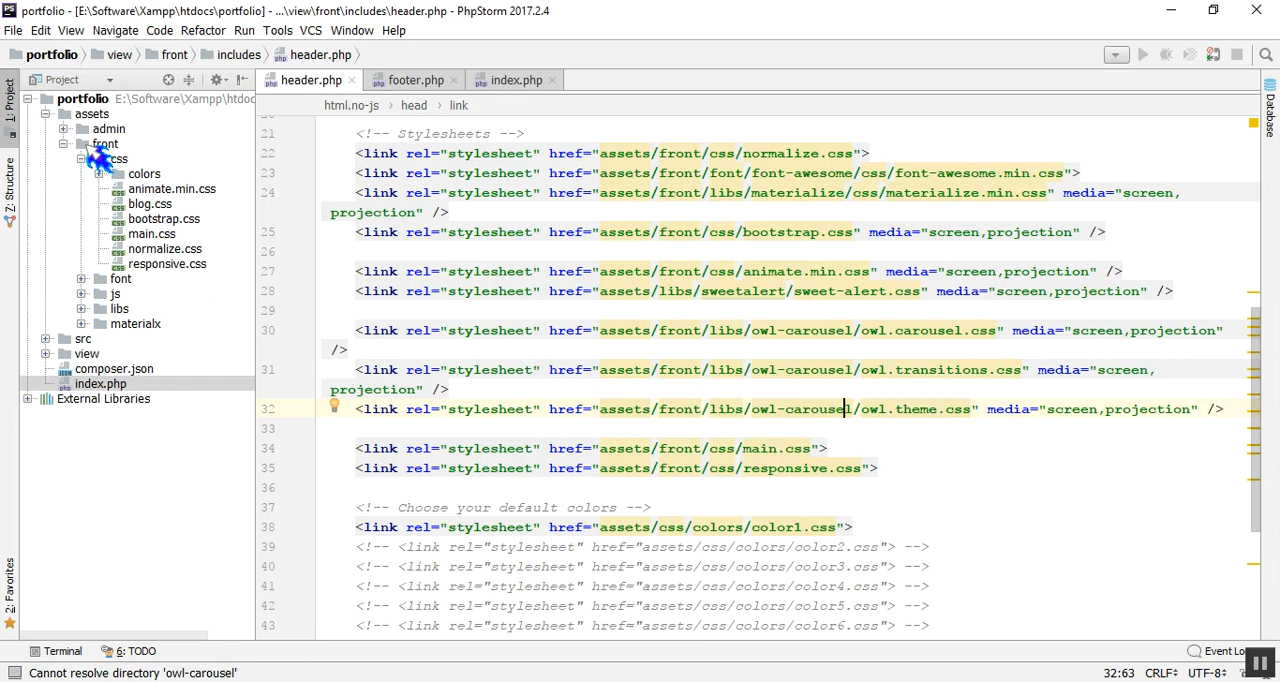 portfolio - [E:\Software\Xampp\htdocs\portfolio] - ...\view\front\includes\header.php - PhpStorm 2017.2.4
File Edit View Navigate Code Refactor Run Tools VCS Window Help
portfolio view front includes header.php
Project
header.php footer.php index.php
html.no-js head link
1: Project
7: Structure
2: Favorites
Database
portfolio E:\Software\Xampp\htdoc
assets
admin
front
css
colors
animate.min.css
blog.css
bootstrap.css
main.css
normalize.css
responsive.css
font
js
libs
materialx
src
view
composer.json
index.php
External Libraries
21 <!-- Stylesheets -->
22 <link rel="stylesheet" href="assets/front/css/normalize.css">
23 <link rel="stylesheet" href="assets/front/font/font-awesome/css/font-awesome.min.css">
24 <link rel="stylesheet" href="assets/front/libs/materialize/css/materialize.min.css" media="screen,
projection" />
25 <link rel="stylesheet" href="assets/front/css/bootstrap.css" media="screen,projection" />
26
27 <link rel="stylesheet" href="assets/front/css/animate.min.css" media="screen,projection" />
28 <link rel="stylesheet" href="assets/libs/sweetalert/sweet-alert.css" media="screen,projection" />
29
30 <link rel="stylesheet" href="assets/front/libs/owl-carousel/owl.carousel.css" media="screen,projection"
/>
31 <link rel="stylesheet" href="assets/front/libs/owl-carousel/owl.transitions.css" media="screen,
projection" />
32 <link rel="stylesheet" href="assets/front/libs/owl-carousel/owl.theme.css" media="screen,projection" />
33
34 <link rel="stylesheet" href="assets/front/css/main.css">
35 <link rel="stylesheet" href="assets/front/css/responsive.css">
36
37 <!-- Choose your default colors -->
38 <link rel="stylesheet" href="assets/css/colors/color1.css">
39 <!-- <link rel="stylesheet" href="assets/css/colors/color2.css"> -->
40 <!-- <link rel="stylesheet" href="assets/css/colors/color3.css"> -->
41 <!-- <link rel="stylesheet" href="assets/css/colors/color4.css"> -->
42 <!-- <link rel="stylesheet" href="assets/css/colors/color5.css"> -->
43 <!-- <link rel="stylesheet" href="assets/css/colors/color6.css"> -->
Terminal 6: TODO Event Lo
Cannot resolve directory 'owl-carousel' 32:63 CRLF UTF-8